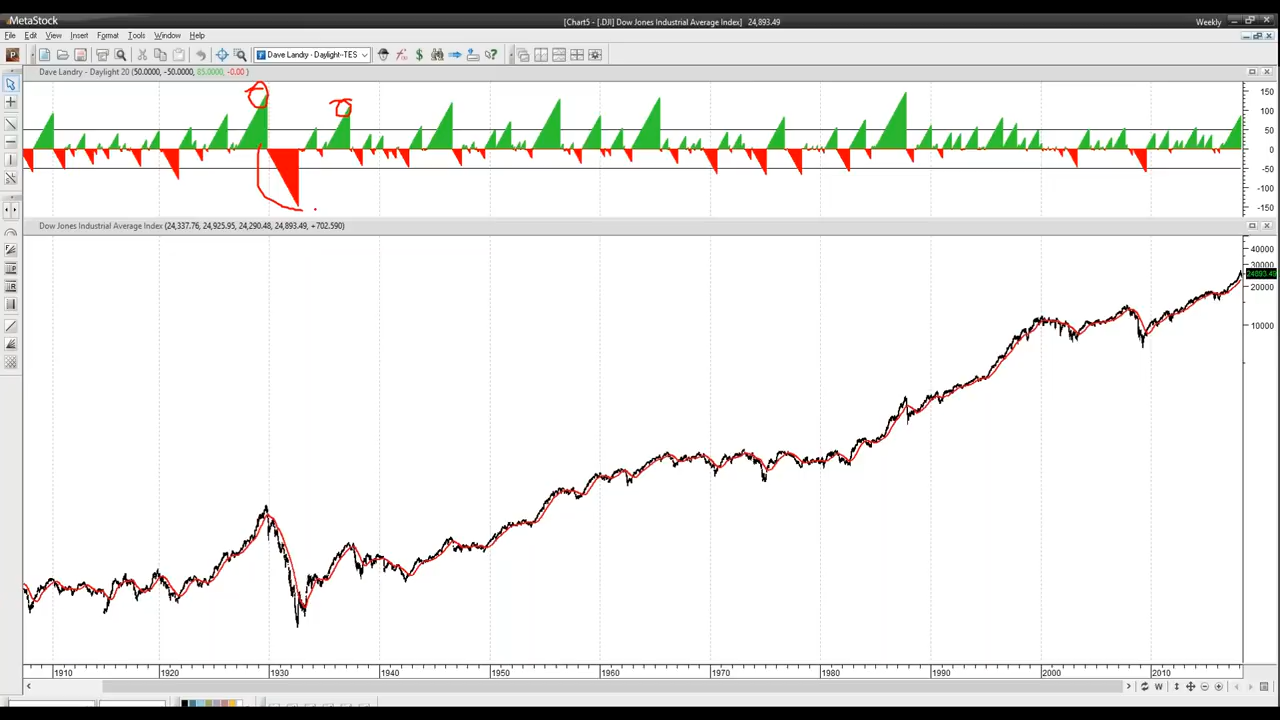 MetaStock
[Chart5 - [.DJI] Dow Jones Industrial Average Index] 24,893.49
Weekly
File Edit View Insert Format Tools Window Help
Dave Landry - Daylight--TES
Dave Landry - Daylight 20 (50.0000, -50.0000, 85.0000, -0.00 )
150
100
50
0
-50
-100
-150
Dow Jones Industrial Average Index (24,337.76, 24,925.95, 24,290.48, 24,893.49, +702.590)
40000
30000
24893.49
20000
10000
1910 1920 1930 1940 1950 1960 1970 1980 1990 2000 2010
W